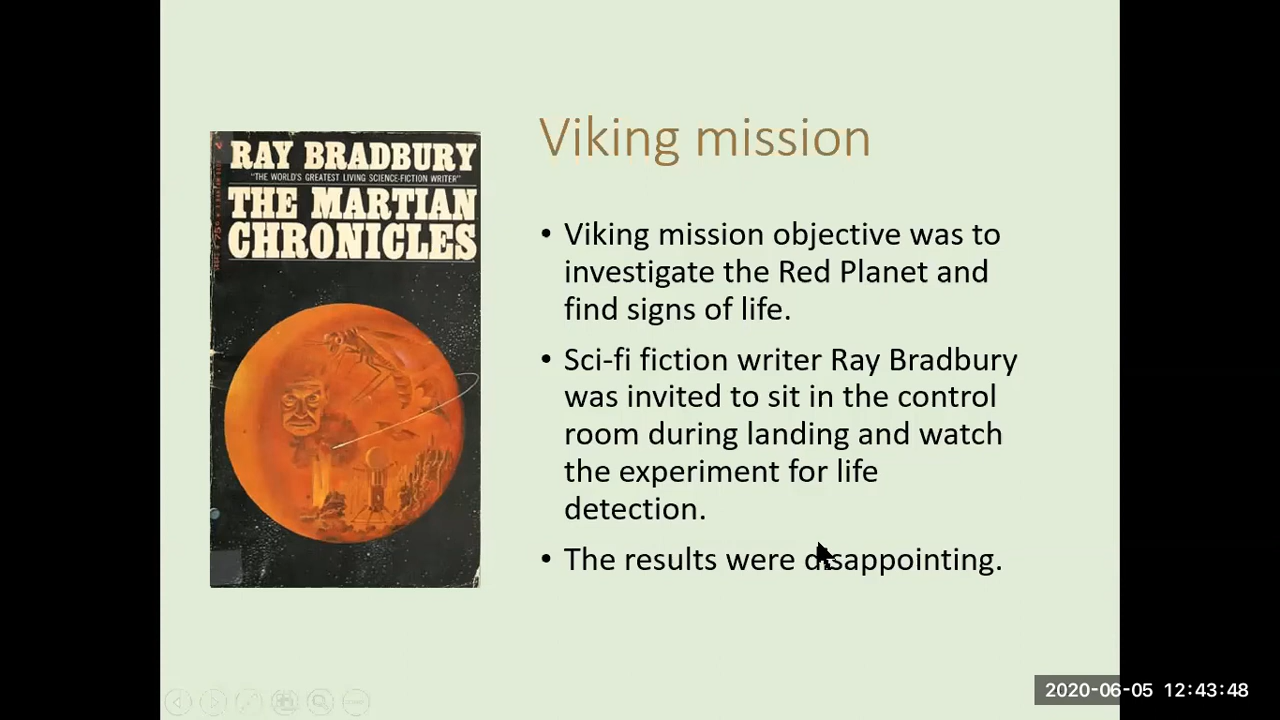 RAY BRADBURY
"THE WORLD'S GREATEST LIVING SCIENCE-FICTION WRITER"
THE MARTIAN
CHRONICLES
Viking mission
• Viking mission objective was to
investigate the Red Planet and
find signs of life.
• Sci-fi fiction writer Ray Bradbury
was invited to sit in the control
room during landing and watch
the experiment for life
detection.
• The results were disappointing.
2020-06-05 12:43:48